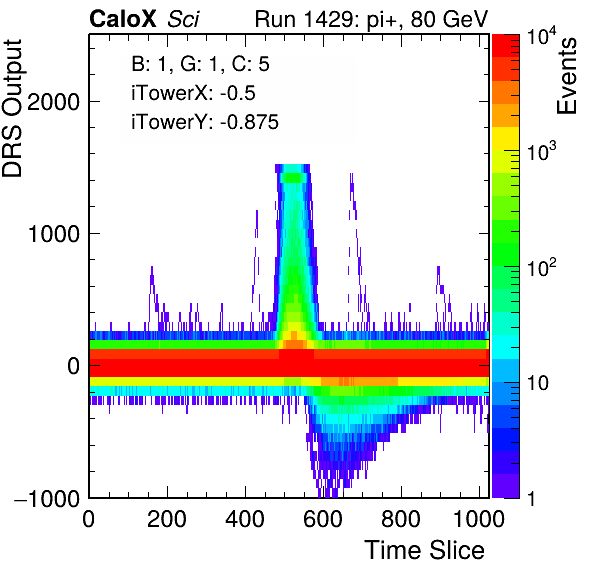 CaloX Sci Run 1429: pi+, 80 GeV
B: 1, G: 1, C: 5
iTowerX: -0.5
iTowerY: -0.875
DRS Output
2000
1000
0
−1000
0 200 400 600 800 1000
Time Slice
Events
10^4
10^3
10^2
10
1